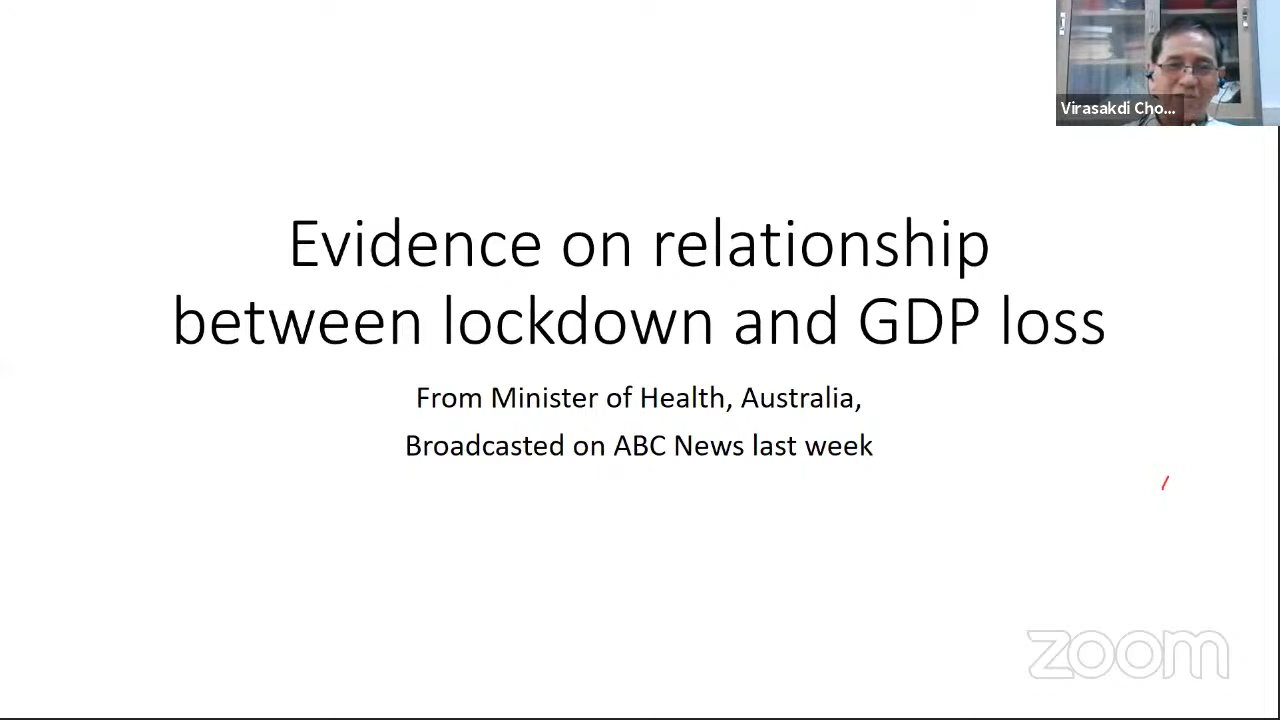 Virasakdi Cho...
Evidence on relationship
between lockdown and GDP loss
From Minister of Health, Australia,
Broadcasted on ABC News last week
zoom